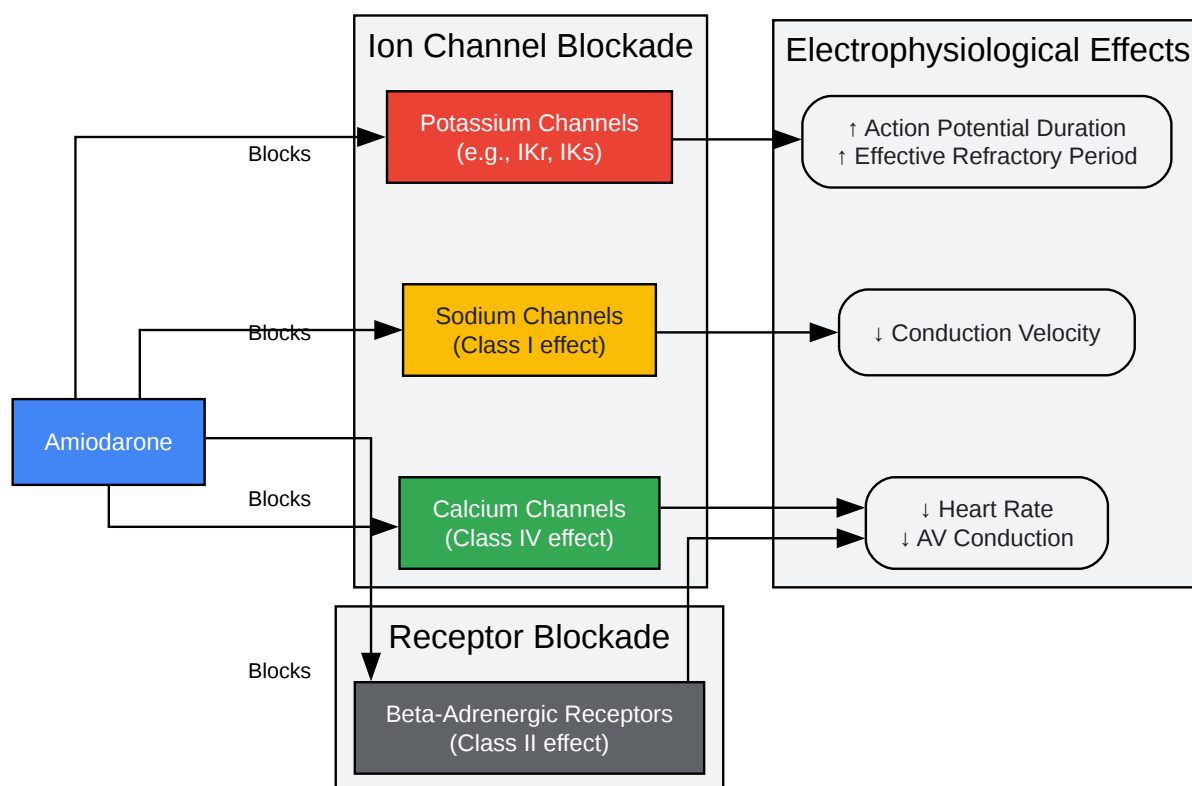 Ion Channel Blockade
Electrophysiological Effects
Potassium Channels
(e.g., IKr, IKs)
↑ Action Potential Duration
↑ Effective Refractory Period
Blocks
Sodium Channels
(Class I effect)
↓ Conduction Velocity
Blocks
Amiodarone
Blocks
Calcium Channels
(Class IV effect)
↓ Heart Rate
↓ AV Conduction
Receptor Blockade
Blocks
Beta-Adrenergic Receptors
(Class II effect)